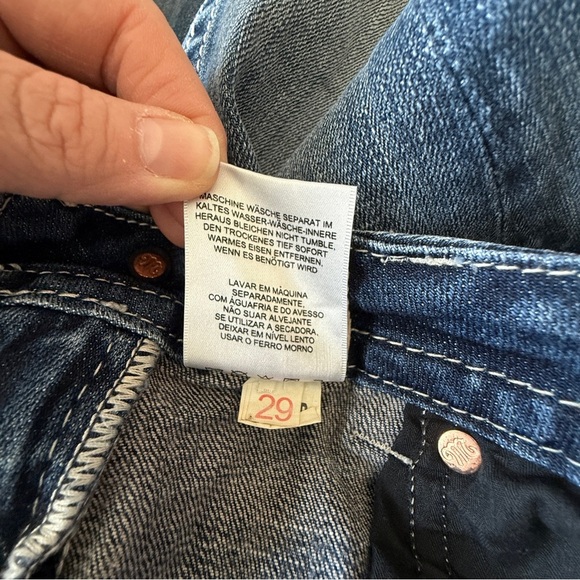 MASCHINE WÄSCHE SEPARAT IM
KALTES WASSER-WÄSCHE-INNERE
HERAUS BLEICHEN NICHT TUMBLE,
DEN TROCKENES TIEF SOFORT
WARMES EISEN ENTFERNEN.
WENN ES BENÖTIGT WIRD
LAVAR EM MÁQUINA
SEPARADAMENTE.
COM ÁGUAFRIA E DO AVESSO
NÃO SUAR ALVEJANTE
SE UTILIZAR A SECADORA.
DEIXAR EM NÍVEL LENTO
USAR O FERRO MORNO
29